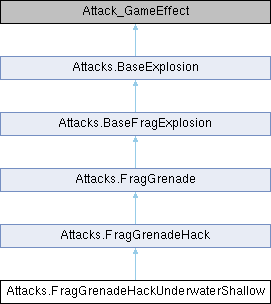 Attack_GameEffect
Attacks.BaseExplosion
Attacks.BaseFragExplosion
Attacks.FragGrenade
Attacks.FragGrenadeHack
Attacks.FragGrenadeHackUnderwaterShallow